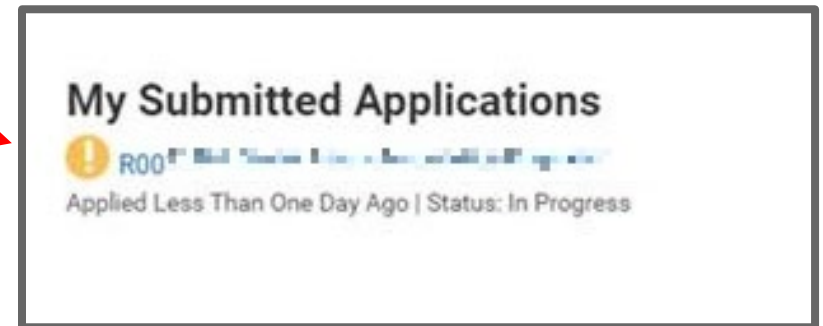 My Submitted Applications
R00
Applied Less Than One Day Ago | Status: In Progress